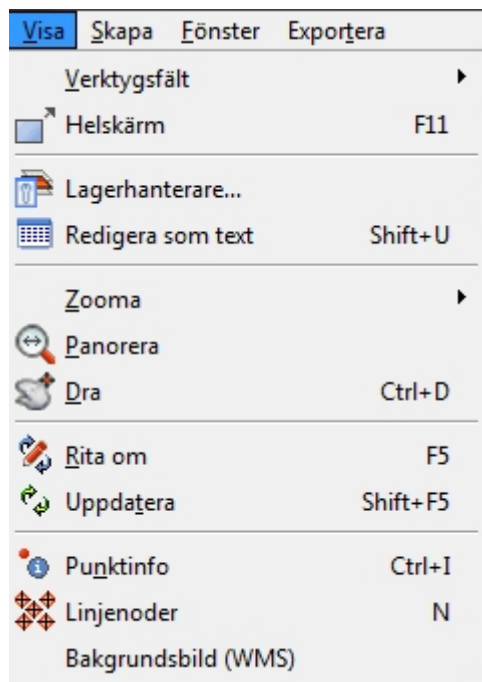 Visa Skapa Fönster Exportera
Verktygsfält
Helskärm F11
Lagerhanterare...
Redigera som text Shift+U
Zooma
Panorera
Dra Ctrl+D
Rita om F5
Uppdatera Shift+F5
Punktinfo Ctrl+I
Linjenoder N
Bakgrundsbild (WMS)